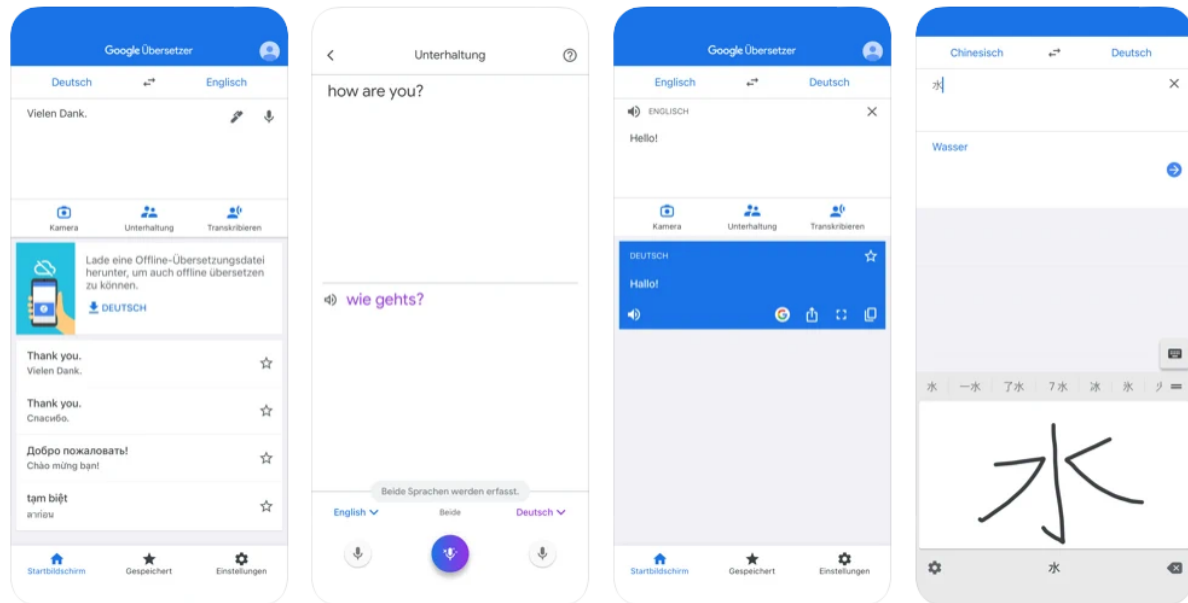 Google Übersetzer
Deutsch
Englisch
Vielen Dank.
Kamera
Unterhaltung
Transkribieren
Lade eine Offline-Übersetzungsdatei
herunter, um auch offline übersetzen
zu können.
DEUTSCH
Thank you.
Vielen Dank.
Thank you.
Спасибо.
Добро пожаловать!
Chào mừng bạn!
tạm biệt
ลาก่อน
Startbildschirm
Gespeichert
Einstellungen
Unterhaltung
how are you?
wie gehts?
Beide Sprachen werden erfasst.
English
Beide
Deutsch
Google Übersetzer
Englisch
Deutsch
ENGLISCH
Hello!
Kamera
Unterhaltung
Transkribieren
DEUTSCH
Hallo!
G
Startbildschirm
Gespeichert
Einstellungen
Chinesisch
Deutsch
水
Wasser
水 一水 了水 7水 冰 氷
水
水